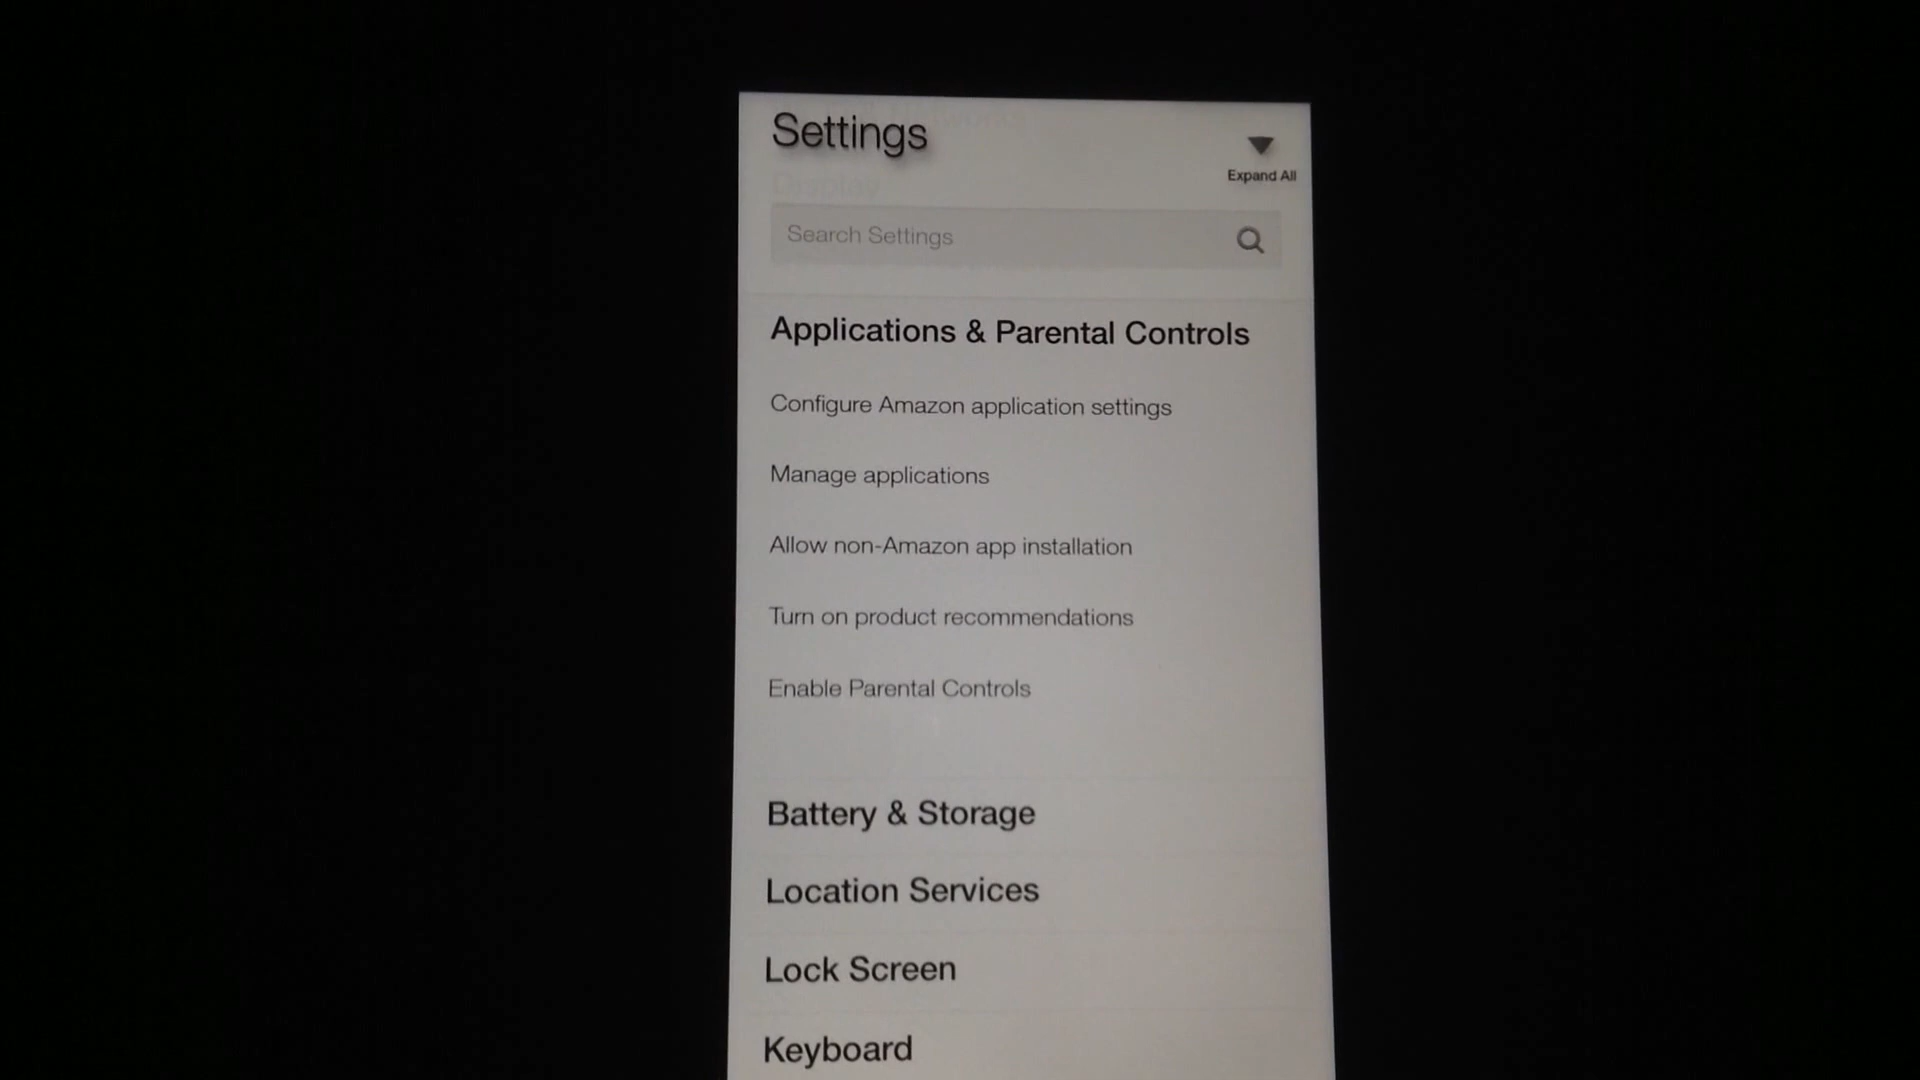 Settings
Expand All
Display
Search Settings
Applications & Parental Controls
Configure Amazon application settings
Manage applications
Allow non-Amazon app installation
Turn on product recommendations
Enable Parental Controls
Battery & Storage
Location Services
Lock Screen
Keyboard